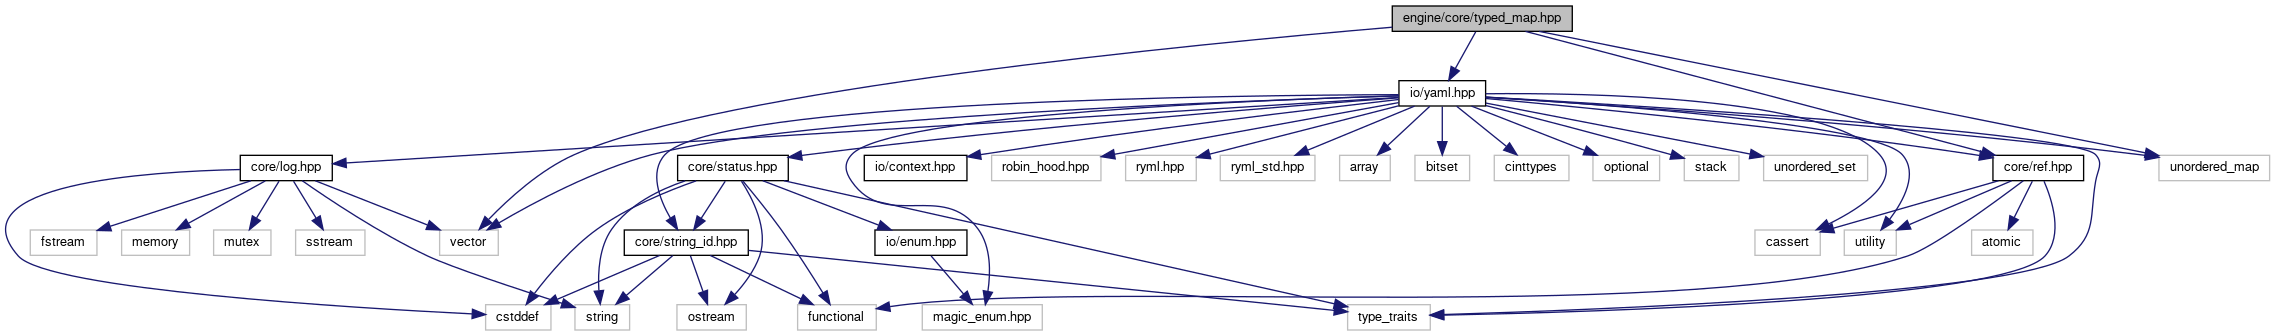 engine/core/typed_map.hpp
io/yaml.hpp
core/log.hpp
core/status.hpp
io/context.hpp
robin_hood.hpp
ryml.hpp
ryml_std.hpp
array
bitset
cinttypes
optional
stack
unordered_set
core/ref.hpp
unordered_map
fstream
memory
mutex
sstream
vector
core/string_id.hpp
io/enum.hpp
cassert
utility
atomic
cstddef
string
ostream
functional
magic_enum.hpp
type_traits